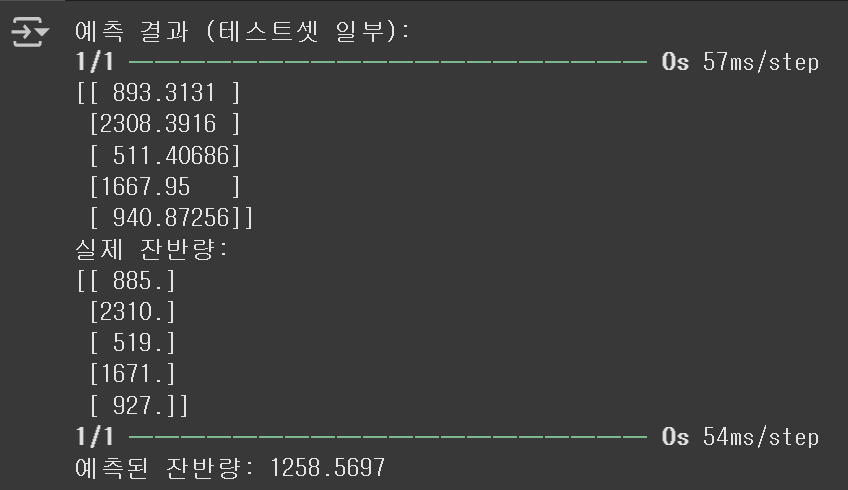 예측 결과 (테스트셋 일부):
1/1 ━━━━━━━━━━━━━━━━━━━━ 0s 57ms/step
[[ 893.3131 ]
 [2308.3916 ]
 [ 511.40686]
 [1667.95   ]
 [ 940.87256]]
실제 잔반량:
[[ 885.]
 [2310.]
 [ 519.]
 [1671.]
 [ 927.]]
1/1 ━━━━━━━━━━━━━━━━━━━━ 0s 54ms/step
예측된 잔반량: 1258.5697